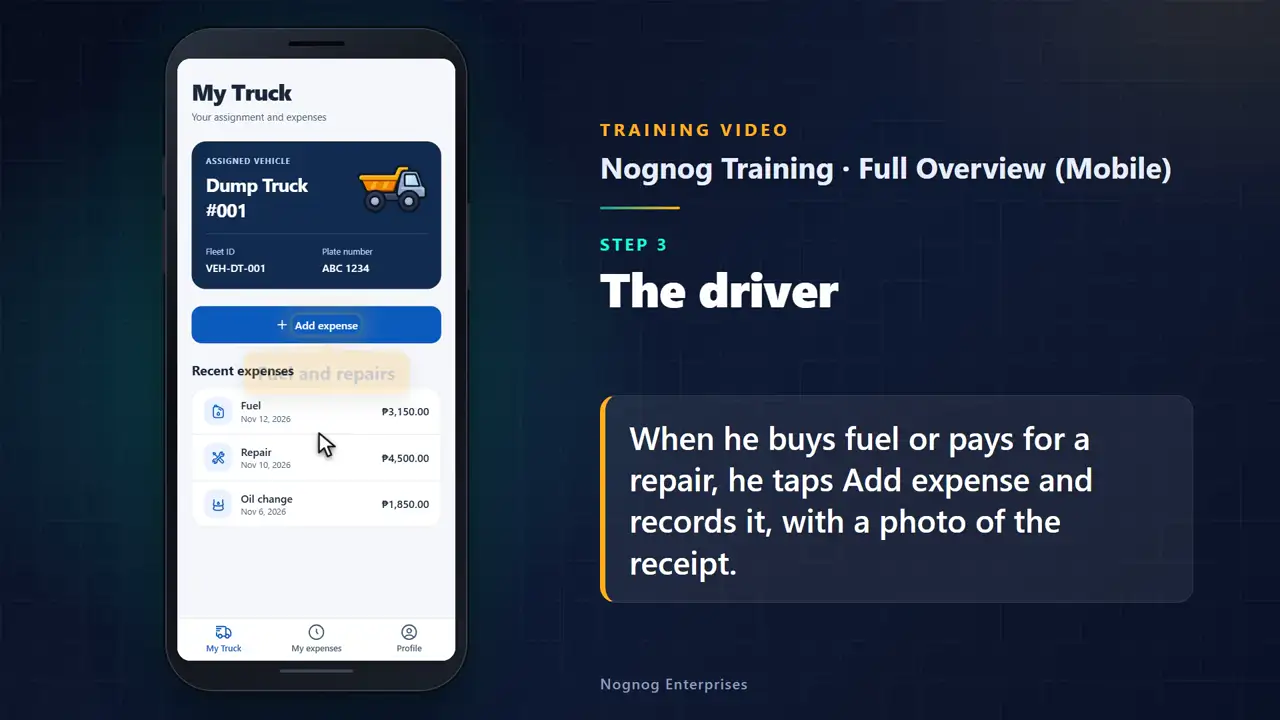 My Truck
Your assignment and expenses
ASSIGNED VEHICLE
Dump Truck
#001
Fleet ID
Plate number
VEH-DT-001
ABC 1234
+ Add expense
Recent expenses
Fuel and repairs
Fuel
Nov 12, 2026
₱3,150.00
Repair
Nov 10, 2026
₱4,500.00
Oil change
Nov 6, 2026
₱1,850.00
My Truck
My expenses
Profile
TRAINING VIDEO
Nognog Training · Full Overview (Mobile)
STEP 3
The driver
When he buys fuel or pays for a
repair, he taps Add expense and
records it, with a photo of the
receipt.
Nognog Enterprises